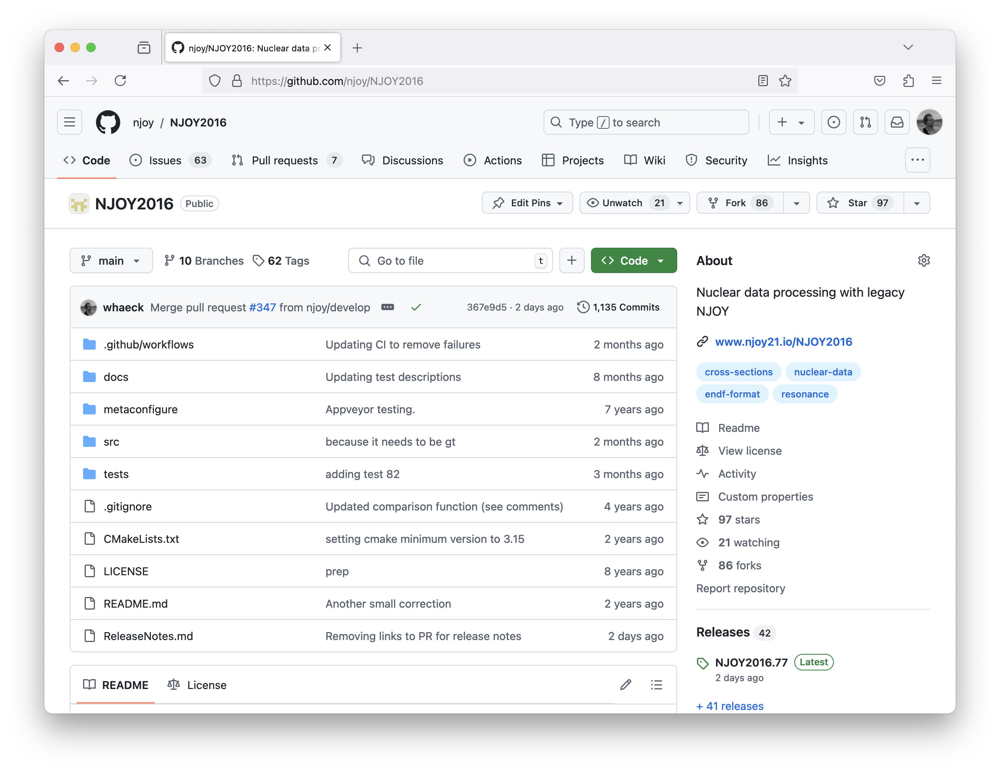 njoy/NJOY2016: Nuclear data pr
https://github.com/njoy/NJOY2016
njoy / NJOY2016
Type / to search
Code
Issues 63
Pull requests 7
Discussions
Actions
Projects
Wiki
Security
Insights
NJOY2016 Public
Edit Pins
Unwatch 21
Fork 86
Star 97
main
10 Branches
62 Tags
Go to file t
Code
whaeck Merge pull request #347 from njoy/develop 367e9d5 · 2 days ago 1,135 Commits
.github/workflows Updating CI to remove failures 2 months ago
docs Updating test descriptions 8 months ago
metaconfigure Appveyor testing. 7 years ago
src because it needs to be gt 2 months ago
tests adding test 82 3 months ago
.gitignore Updated comparison function (see comments) 4 years ago
CMakeLists.txt setting cmake minimum version to 3.15 2 years ago
LICENSE prep 8 years ago
README.md Another small correction 2 years ago
ReleaseNotes.md Removing links to PR for release notes 2 days ago
README License
About
Nuclear data processing with legacy
NJOY
www.njoy21.io/NJOY2016
cross-sections nuclear-data
endf-format resonance
Readme
View license
Activity
Custom properties
97 stars
21 watching
86 forks
Report repository
Releases 42
NJOY2016.77 Latest
2 days ago
+ 41 releases